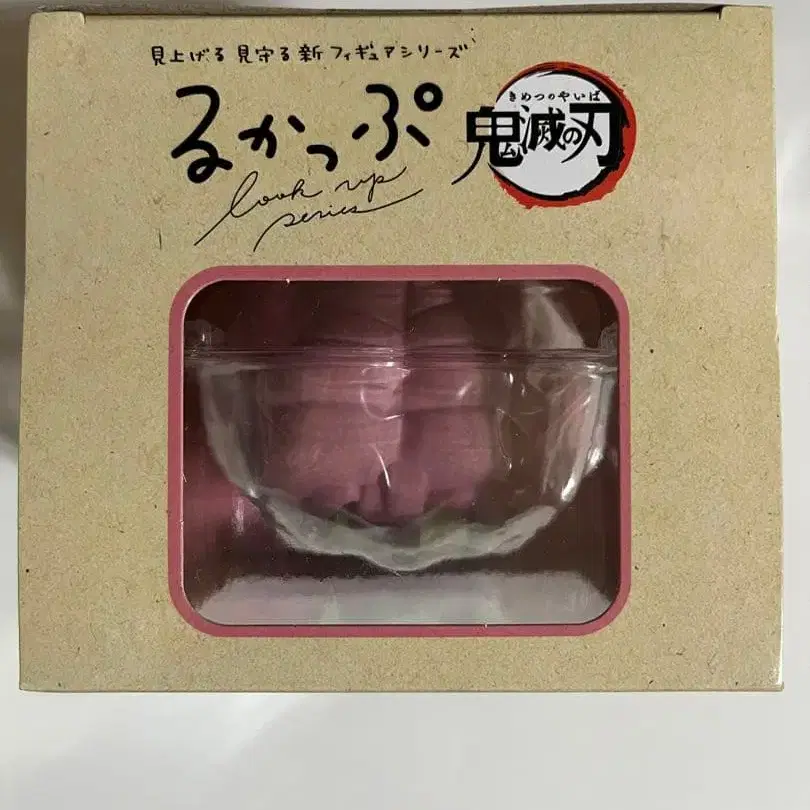 見上げる 見守る 新フィギュアシリーズ
るかっぷ
look up
series
きめつのやいば
鬼滅の刃